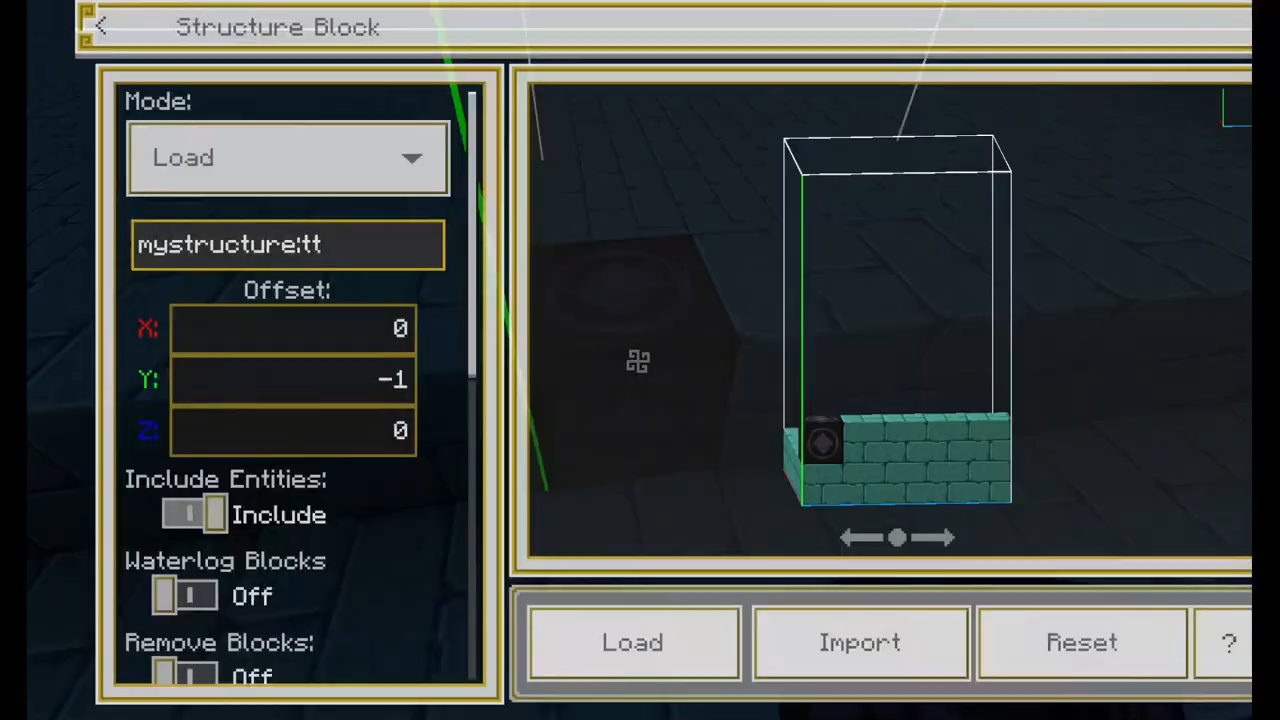 Structure Block
Mode:
Load
mystructure:tt
Offset:
X: 0
Y: -1
Z: 0
Include Entities:
Include
Waterlog Blocks
Off
Remove Blocks:
Off
Load
Import
Reset
?